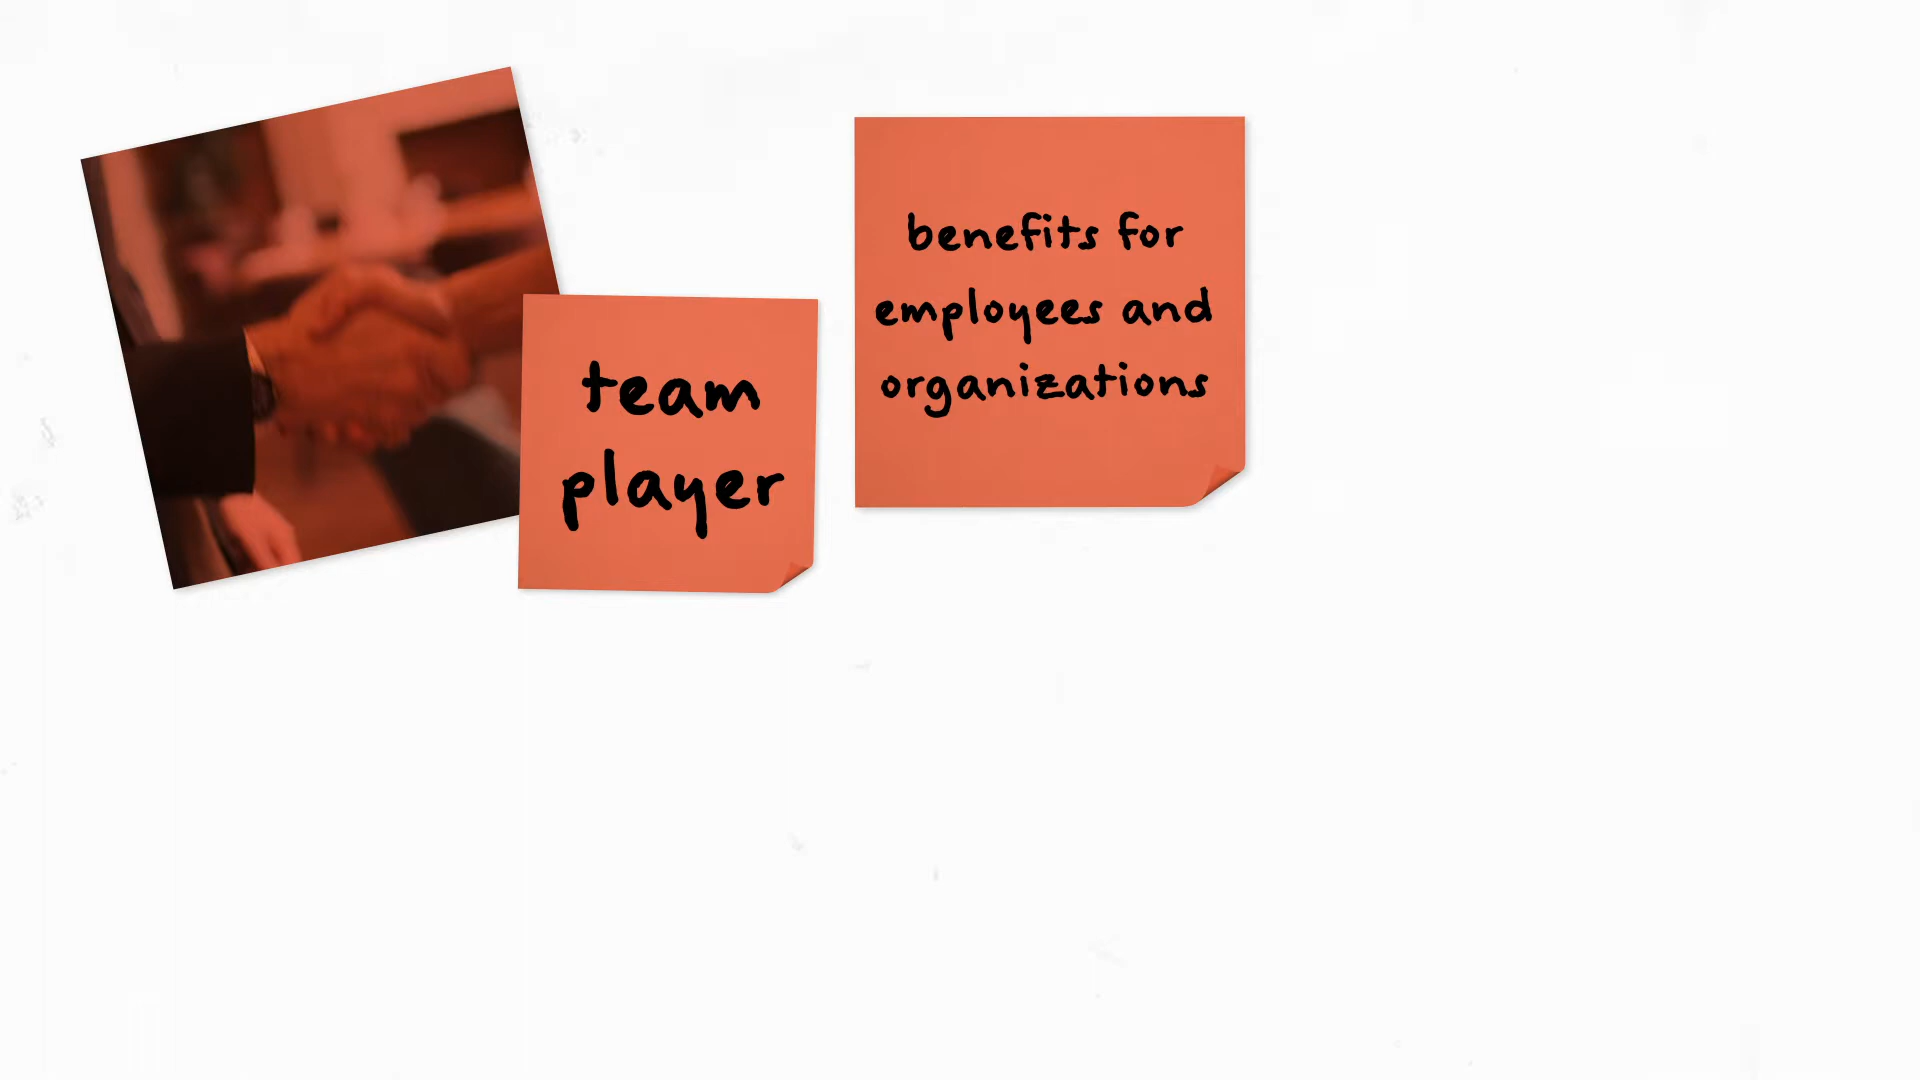 team
player
benefits for
employees and
organizations